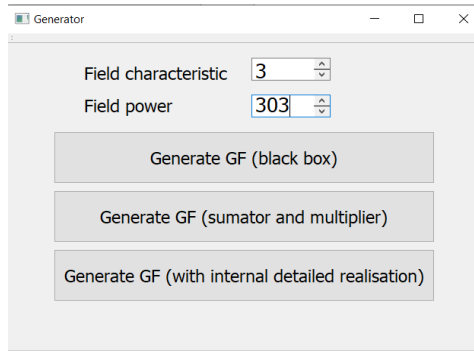 Generator
Field characteristic 3
Field power 303
Generate GF (black box)
Generate GF (sumator and multiplier)
Generate GF (with internal detailed realisation)